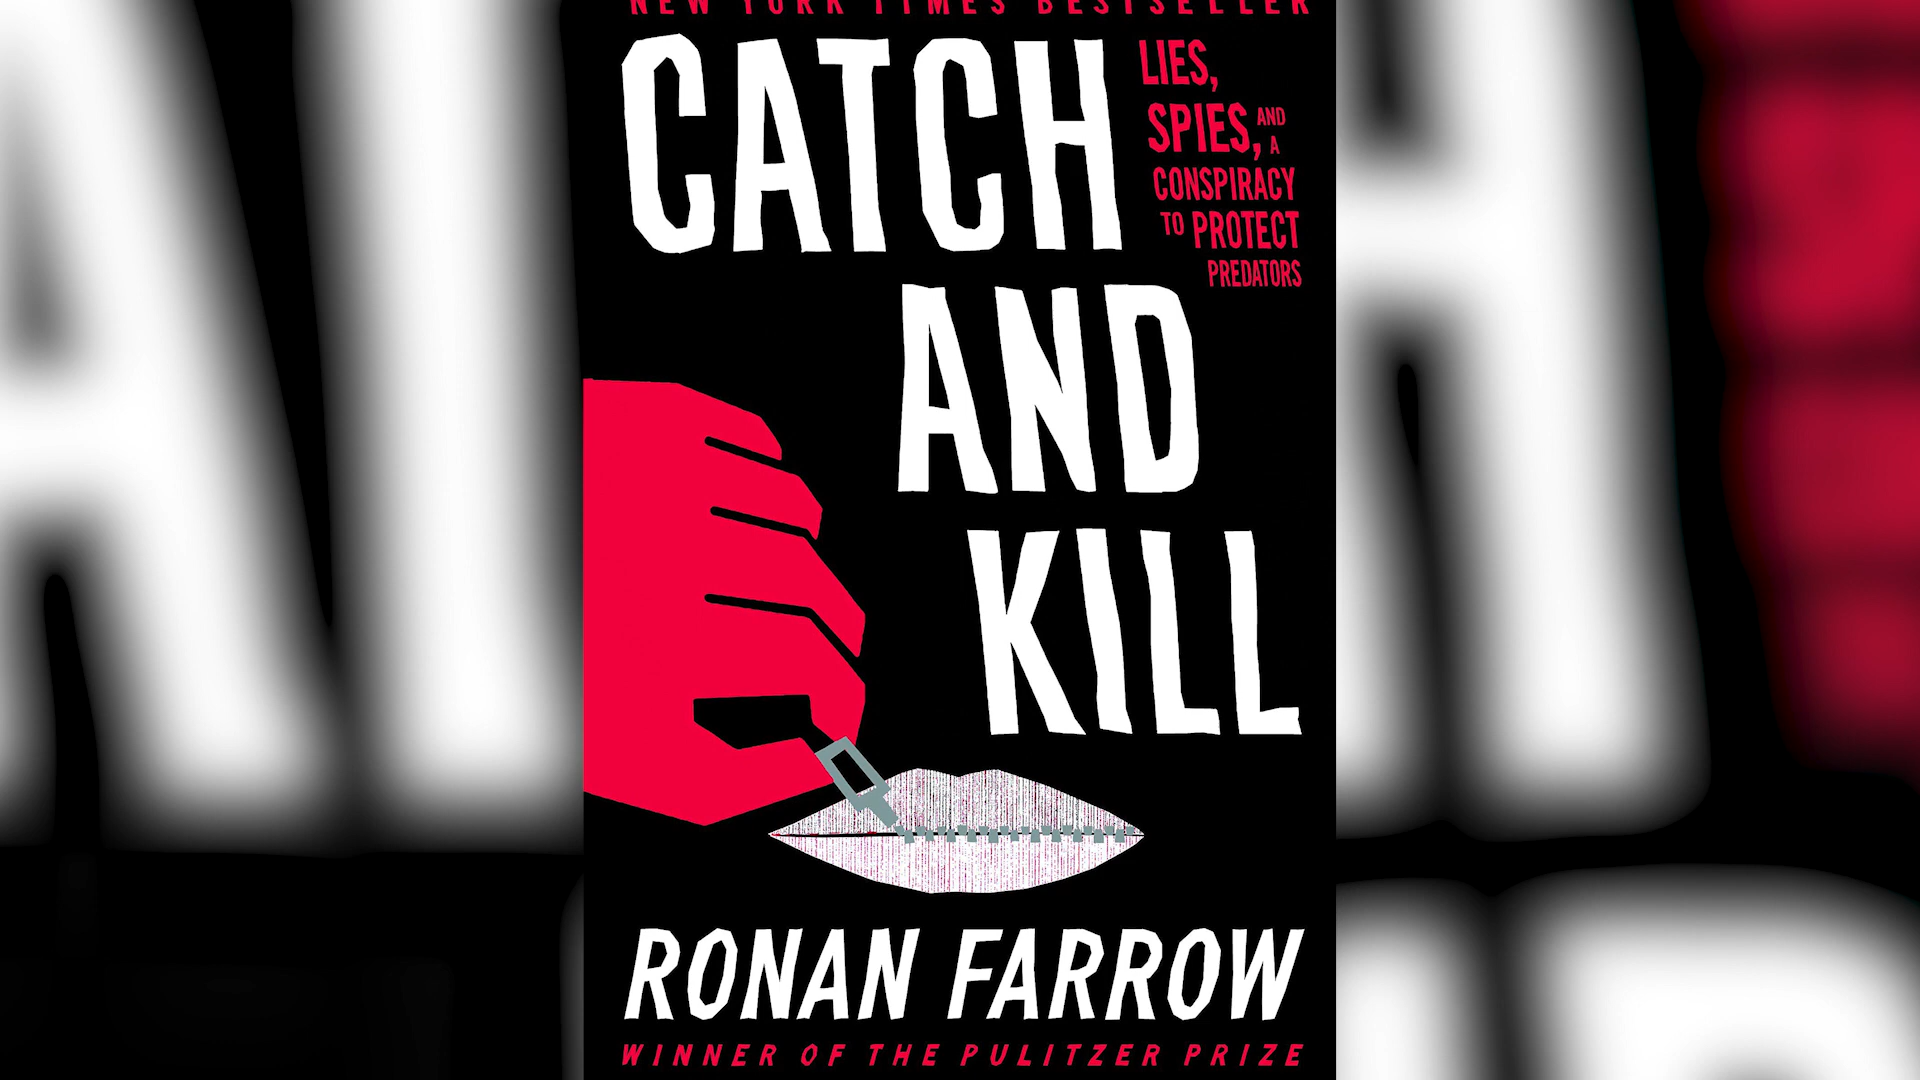 NEW YORK TIMES BESTSELLER
CATCH
LIES,
SPIES, AND
A
CONSPIRACY
TO PROTECT
PREDATORS
AND
KILL
RONAN FARROW
WINNER OF THE PULITZER PRIZE